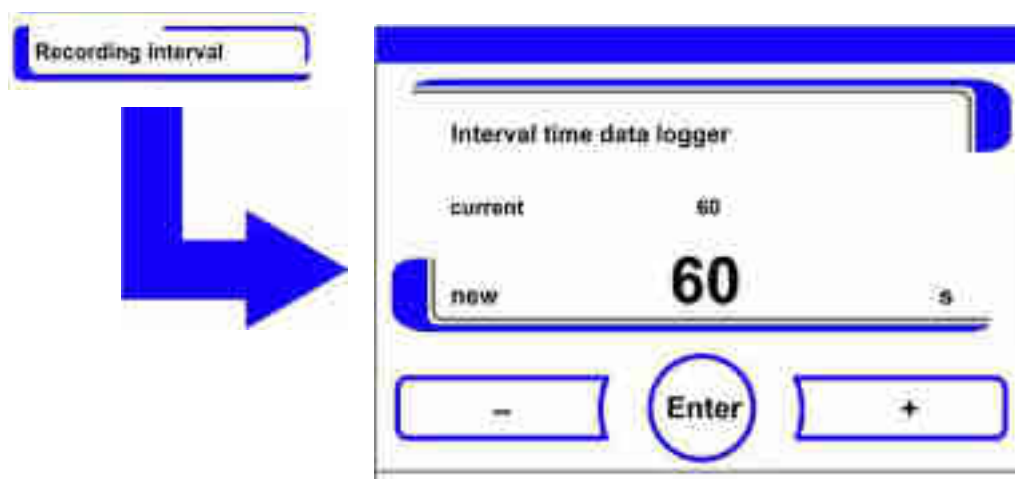 Recording interval
Interval time data logger
current 60
new 60 s
– Enter +